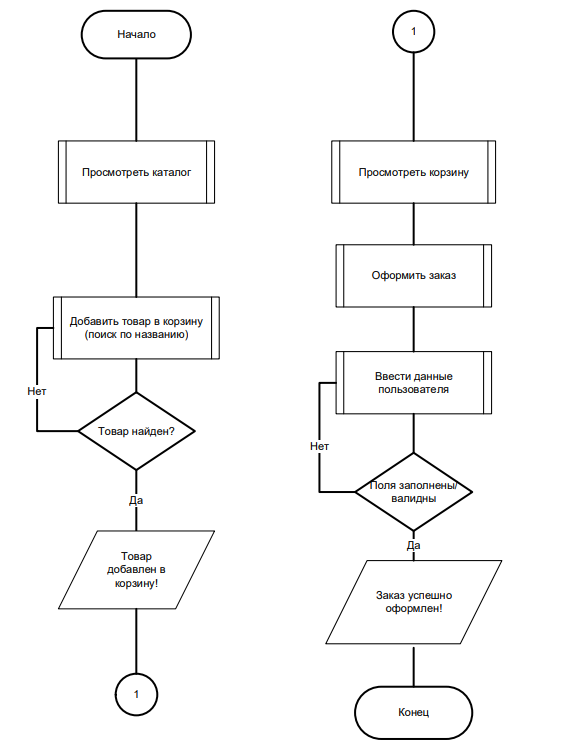 Начало
Просмотреть каталог
Добавить товар в корзину
(поиск по названию)
Нет
Товар найден?
Да
Товар
добавлен в
корзину!
1
1
Просмотреть корзину
Оформить заказ
Ввести данные
пользователя
Нет
Поля заполнены/
валидны
Да
Заказ успешно
оформлен!
Конец